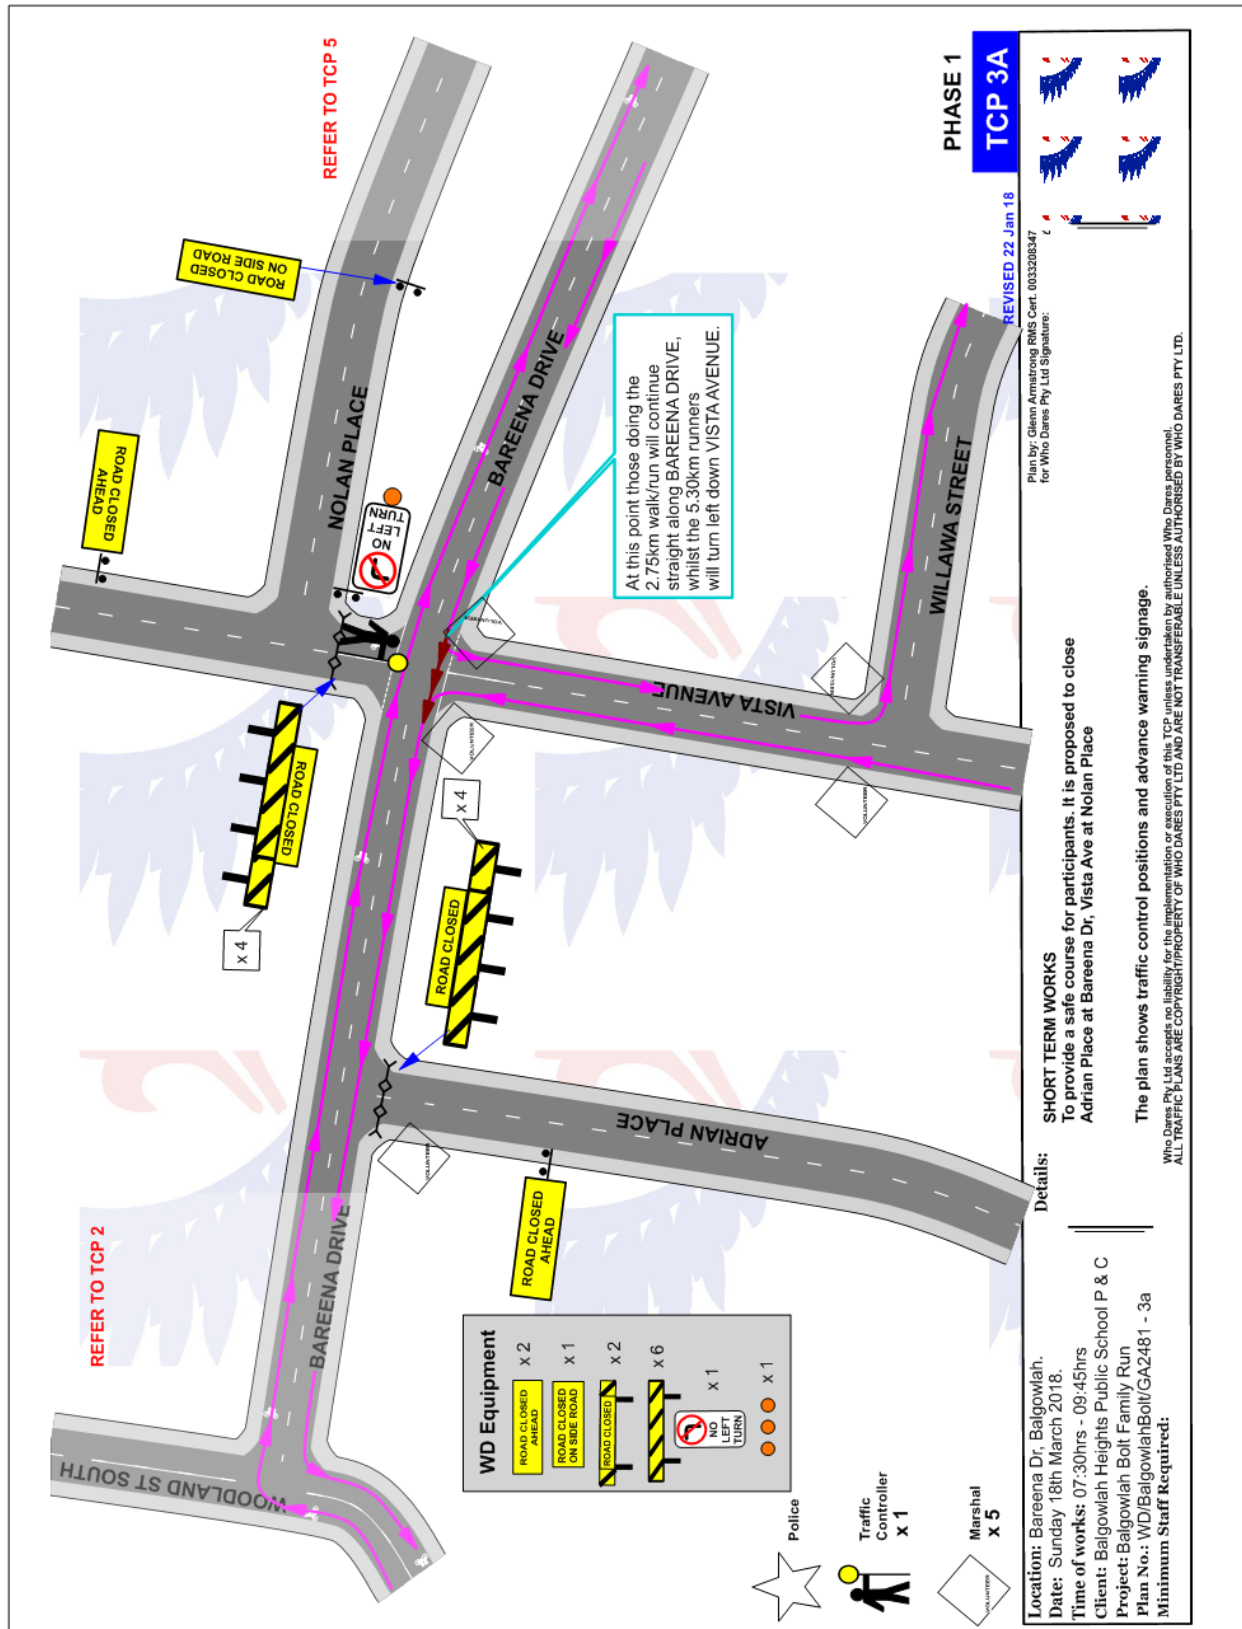 REFER TO TCP 2
REFER TO TCP 5
WOODLAND ST SOUTH
BAREENA DRIVE
ROAD CLOSED
x 4
ROAD CLOSED
AHEAD
ROAD CLOSED
ON SIDE ROAD
NOLAN PLACE
NO
LEFT
TURN
BAREENA DRIVE
At this point those doing the
2.75km walk/run will continue
straight along BAREENA DRIVE,
whilst the 5.30km runners
will turn left down VISTA AVENUE.
VOLUNTEER
VOLUNTEER
x 4
ROAD CLOSED
VISTA AVENUE
VOLUNTEER
VOLUNTEER
WILLAWA STREET
VOLUNTEER
ADRIAN PLACE
ROAD CLOSED
AHEAD
WD Equipment
ROAD CLOSED
AHEAD
x 2
ROAD CLOSED
ON SIDE ROAD
x 1
ROAD CLOSED
x 2
x 6
NO
LEFT
TURN
x 1
x 1
Police
Traffic
Controller
x 1
VOLUNTEER
Marshal
x 5
PHASE 1
TCP 3A
REVISED 22 Jan 18
Location: Bareena Dr, Balgowlah.
Date: Sunday 18th March 2018.
Time of works: 07:30hrs - 09:45hrs
Client: Balgowlah Heights Public School P & C
Project: Balgowlah Bolt Family Run
Plan No.: WD/BalgowlahBolt/GA2481 - 3a
Minimum Staff Required:
Details:
SHORT TERM WORKS
To provide a safe course for participants. It is proposed to close
Adrian Place at Bareena Dr, Vista Ave at Nolan Place
The plan shows traffic control positions and advance warning signage.
Who Dares Pty Ltd accepts no liability for the implementation or execution of this TCP unless undertaken by authorised Who Dares personnel.
ALL TRAFFIC PLANS ARE COPYRIGHT/PROPERTY OF WHO DARES PTY LTD AND ARE NOT TRANSFERABLE UNLESS AUTHORISED BY WHO DARES PTY LTD.
Plan by: Glenn Armstrong RMS Cert. 0033208347
for Who Dares Pty Ltd Signature: